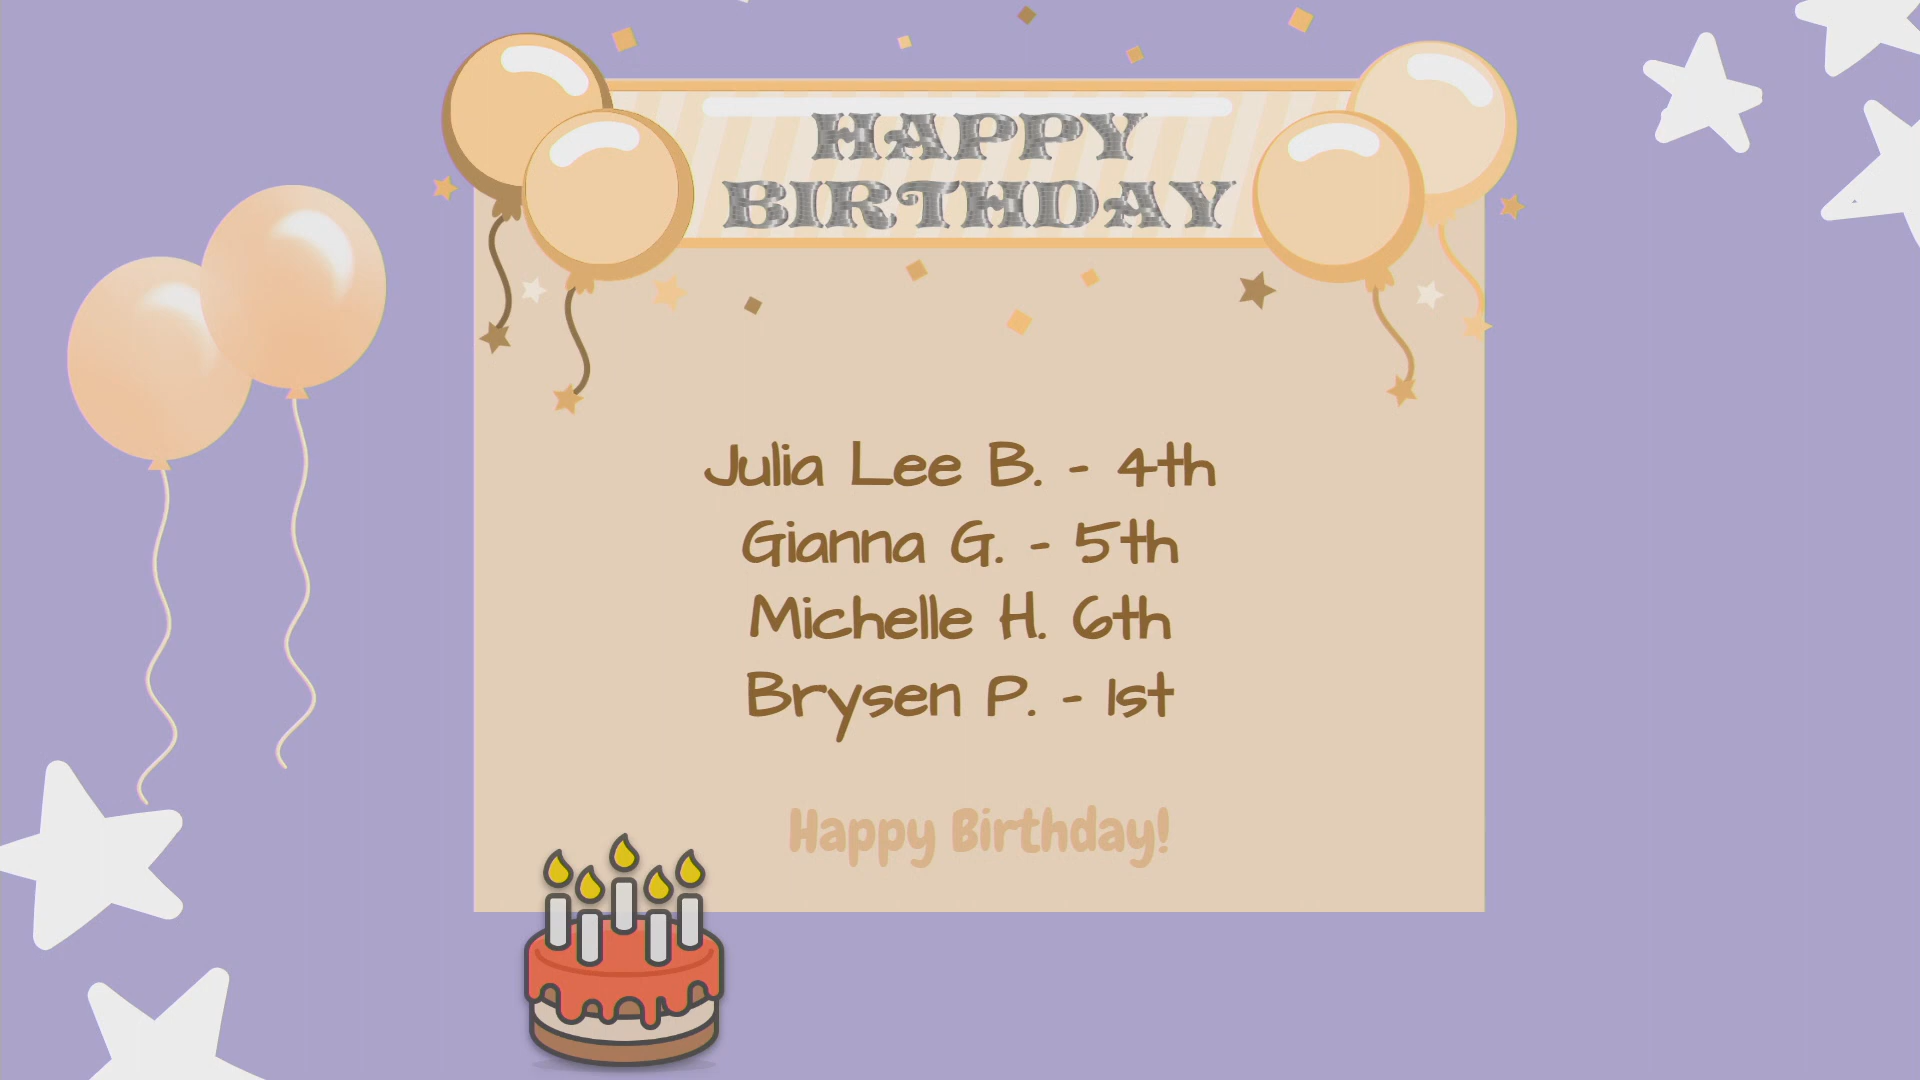 HAPPY
BIRTHDAY
Julia Lee B. - 4th
Gianna G. - 5th
Michelle H. 6th
Brysen P. - 1st
Happy Birthday!